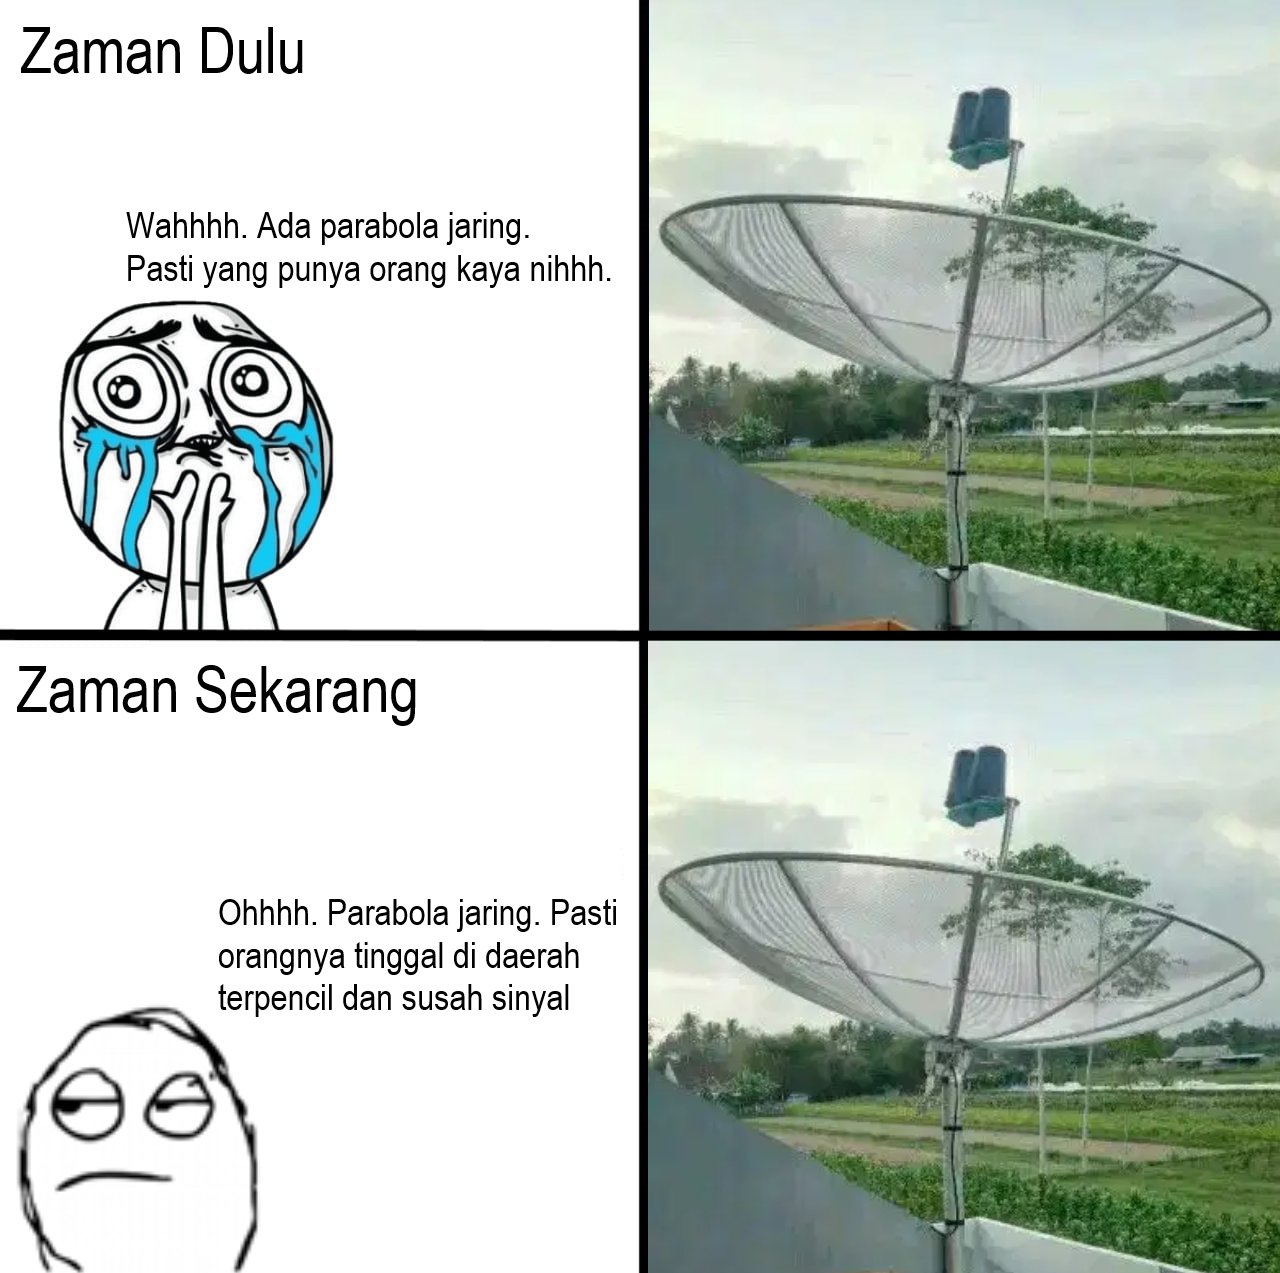 Zaman Dulu
Wahhhh. Ada parabola jaring.
Pasti yang punya orang kaya nihhh.
Zaman Sekarang
Ohhhh. Parabola jaring. Pasti
orangnya tinggal di daerah
terpencil dan susah sinyal